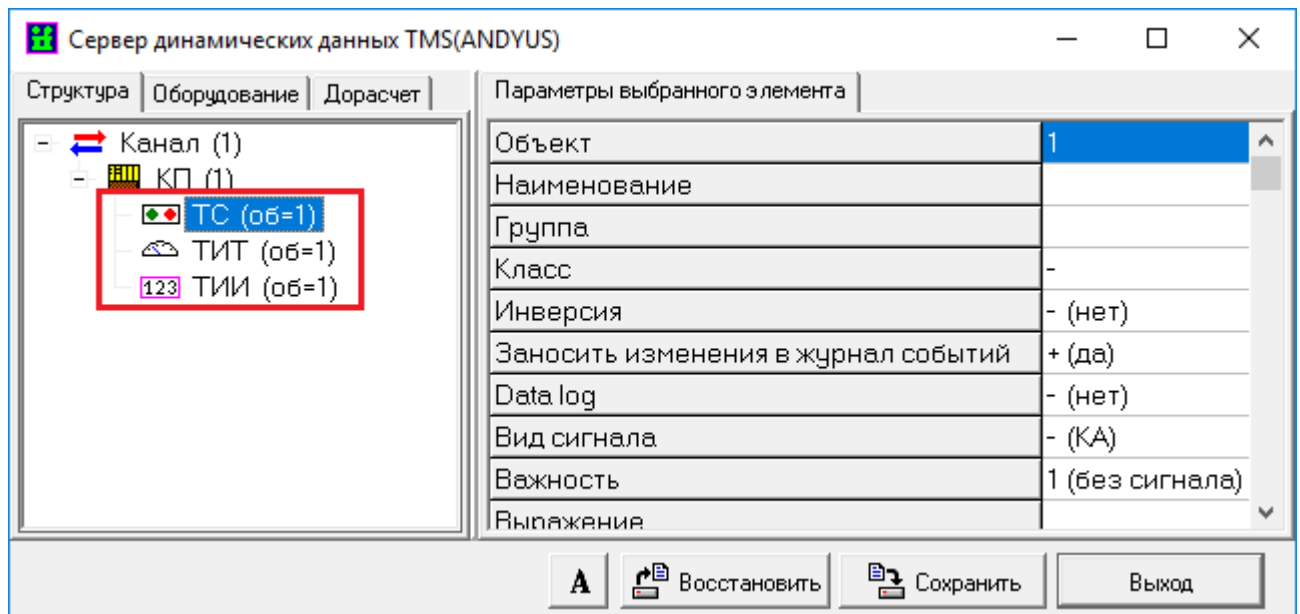 Сервер динамических данных TMS(ANDYUS)
Структура Оборудование Дорасчет
Параметры выбранного элемента
Канал (1)
КП (1)
ТС (об=1)
ТИТ (об=1)
123 ТИИ (об=1)
Объект 1
Наименование
Группа
Класс -
Инверсия - (нет)
Заносить изменения в журнал событий + (да)
Data log - (нет)
Вид сигнала - (КА)
Важность 1 (без сигнала)
Выражение
A Восстановить Сохранить Выход